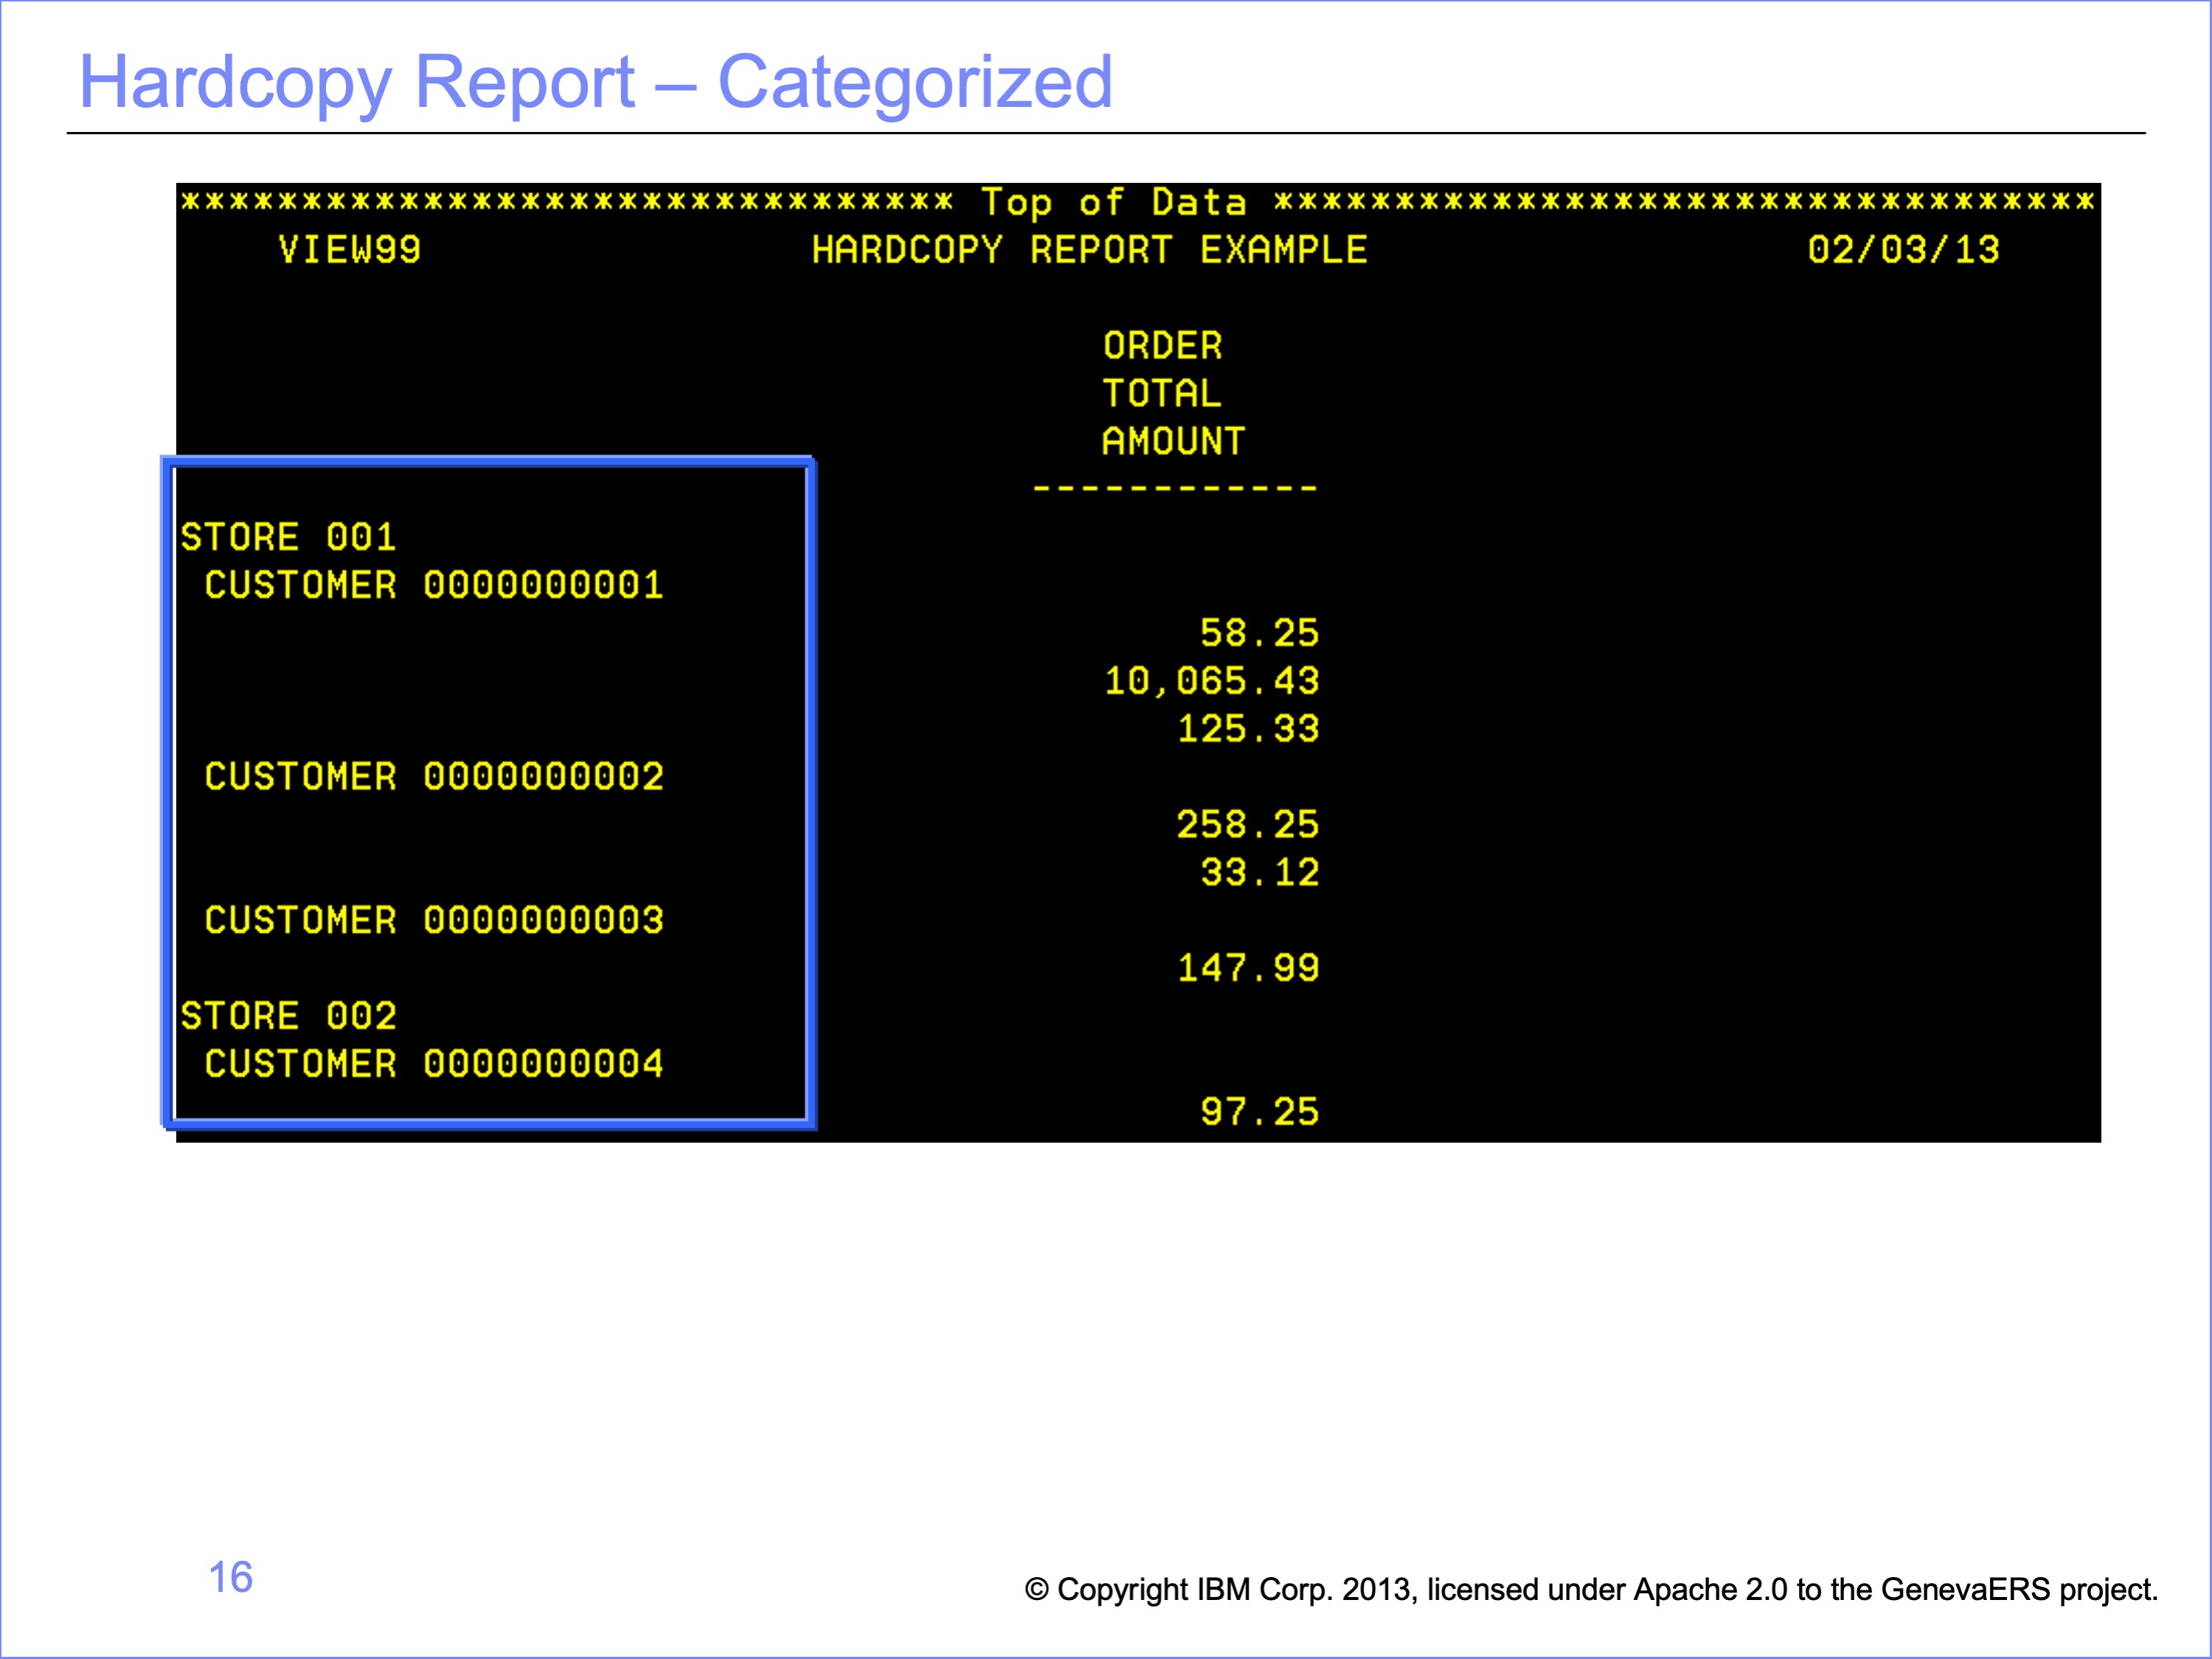 Hardcopy Report – Categorized
******************************** Top of Data **********************************
VIEW99 HARDCOPY REPORT EXAMPLE 02/03/13
ORDER
TOTAL
AMOUNT
------------
STORE 001
CUSTOMER 0000000001
58.25
10,065.43
125.33
CUSTOMER 0000000002
258.25
33.12
CUSTOMER 0000000003
147.99
STORE 002
CUSTOMER 0000000004
97.25
16
© Copyright IBM Corp. 2013, licensed under Apache 2.0 to the GenevaERS project.